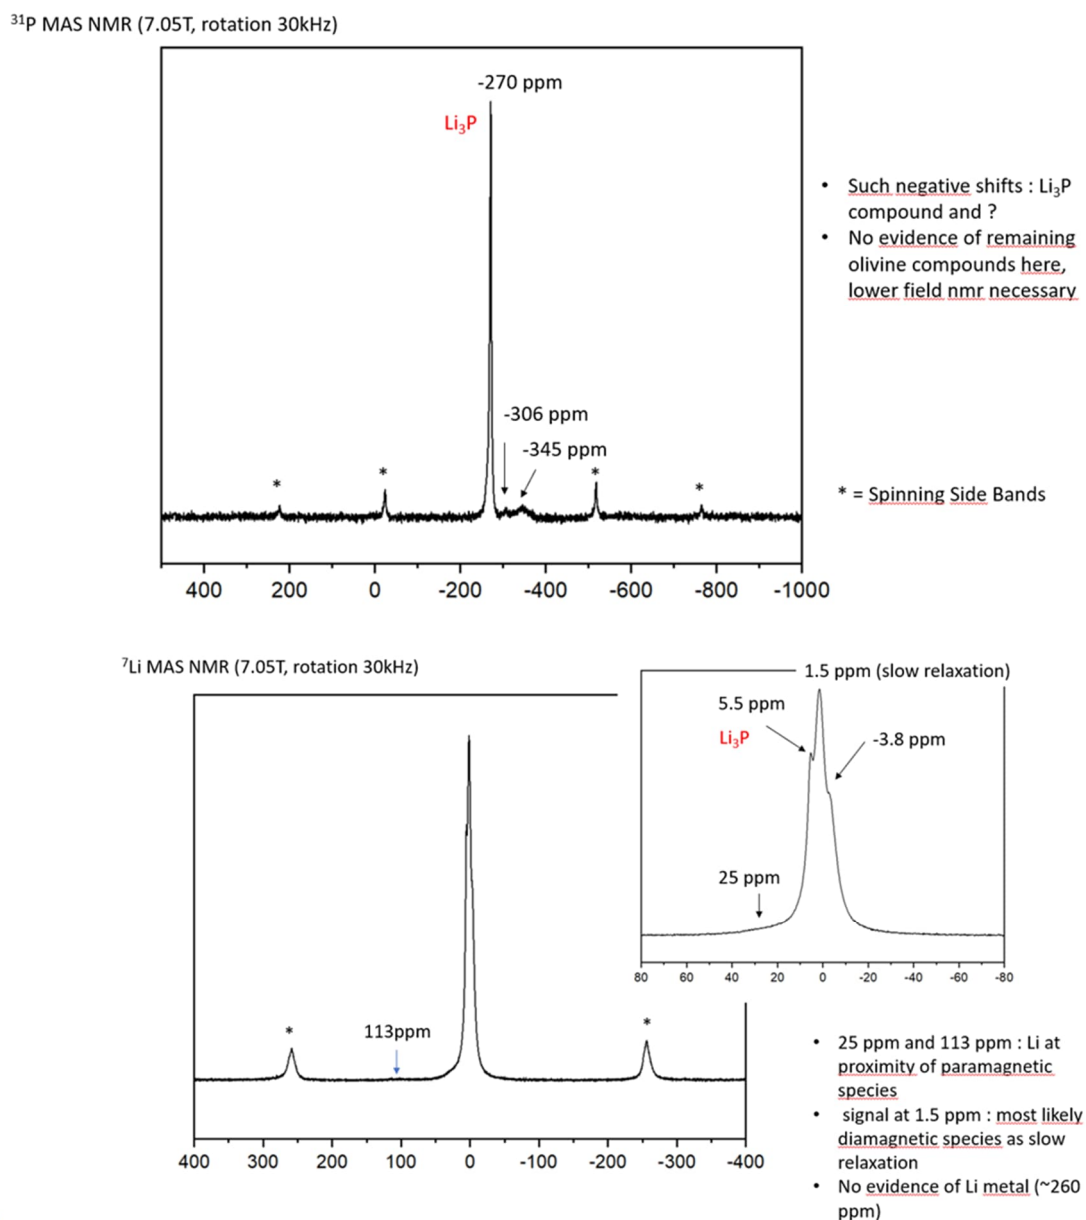 ³¹P MAS NMR (7.05T, rotation 30kHz)
-270 ppm
Li₃P
-306 ppm
-345 ppm
*
*
*
*
400 200 0 -200 -400 -600 -800 -1000
• Such negative shifts : Li₃P
compound and ?
• No evidence of remaining
olivine compounds here,
lower field nmr necessary
* = Spinning Side Bands
⁷Li MAS NMR (7.05T, rotation 30kHz)
*
113ppm
*
400 300 200 100 0 -100 -200 -300 -400
1.5 ppm (slow relaxation)
5.5 ppm
Li₃P
-3.8 ppm
25 ppm
80 60 40 20 0 -20 -40 -60 -80
• 25 ppm and 113 ppm : Li at
proximity of paramagnetic
species
• signal at 1.5 ppm : most likely
diamagnetic species as slow
relaxation
• No evidence of Li metal (~260
ppm)